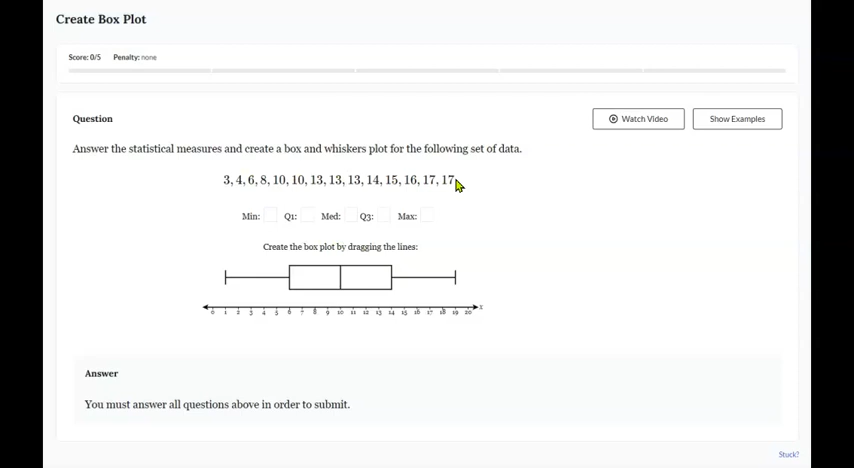 Create Box Plot
Score: 0/5 Penalty: none
Question
Watch Video
Show Examples
Answer the statistical measures and create a box and whiskers plot for the following set of data.
3, 4, 6, 8, 10, 10, 13, 13, 13, 14, 15, 16, 17, 17
Min: Q1: Med: Q3: Max:
Create the box plot by dragging the lines:
0 1 2 3 4 5 6 7 8 9 10 11 12 13 14 15 16 17 18 19 20 x
Answer
You must answer all questions above in order to submit.
Stuck?